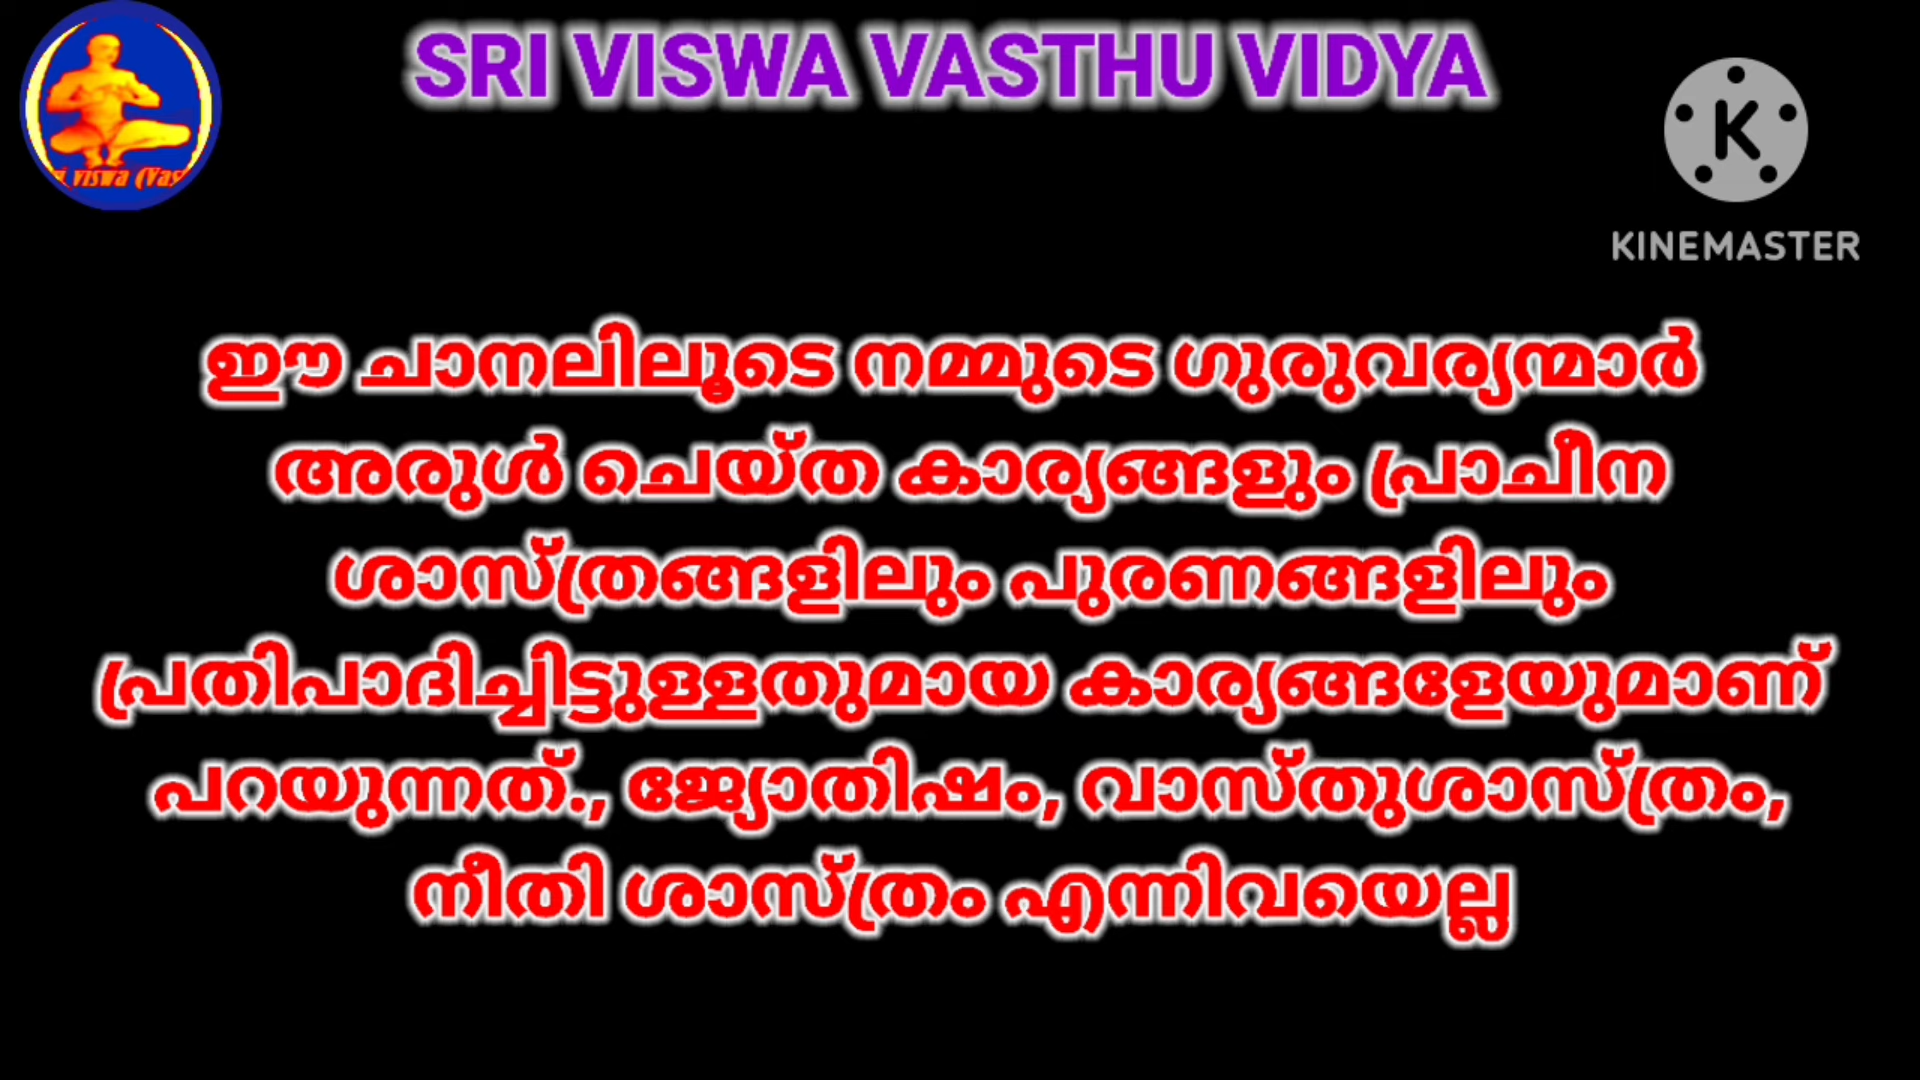 SRI VISWA VASTHU VIDYA
KINEMASTER
ഈ ചാനലിലൂടെ നമ്മുടെ ഗുരുവര്യന്മാർ
അരുൾ ചെയ്ത കാര്യങ്ങളും പ്രാചീന
ശാസ്ത്രങ്ങളിലും പുരണങ്ങളിലും
പ്രതിപാദിച്ചിട്ടുള്ളതുമായ കാര്യങ്ങളേയുമാണ്
പറയുന്നത്., ജ്യോതിഷം, വാസ്തുശാസ്ത്രം,
നീതി ശാസ്ത്രം എന്നിവയെല്ല